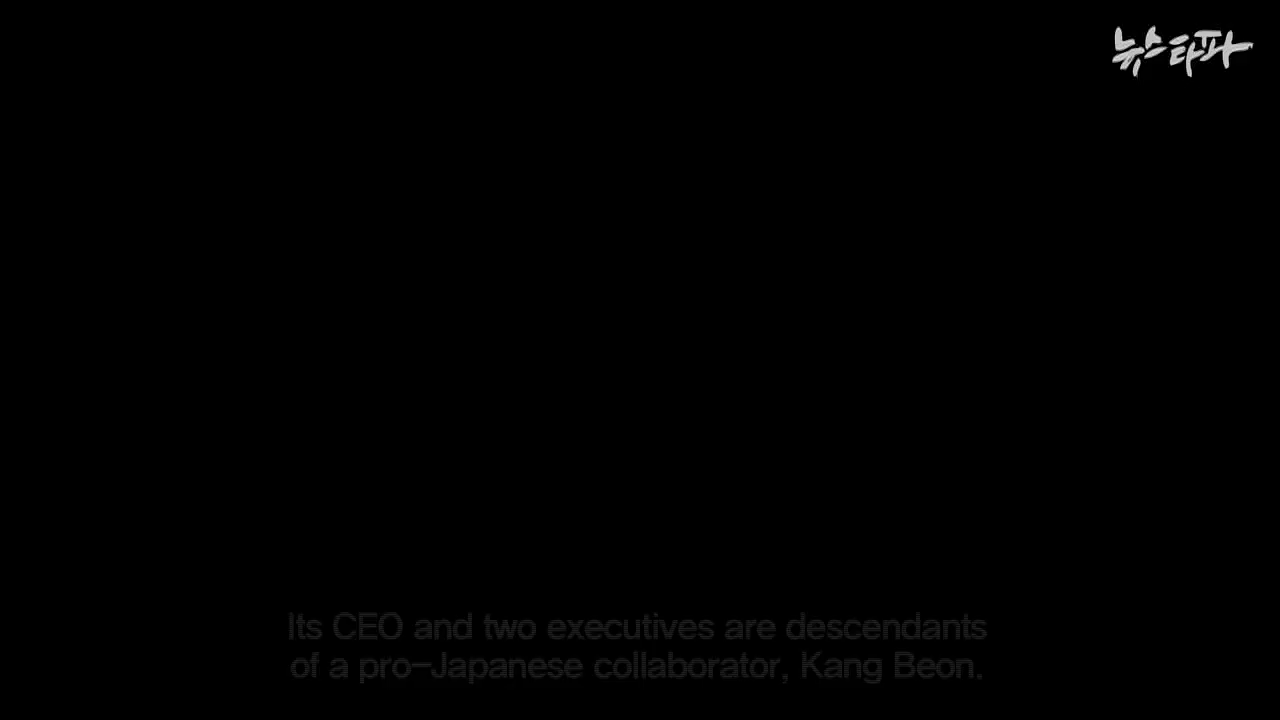 뉴스타파
Its CEO and two executives are descendants
of a pro-Japanese collaborator, Kang Beon.